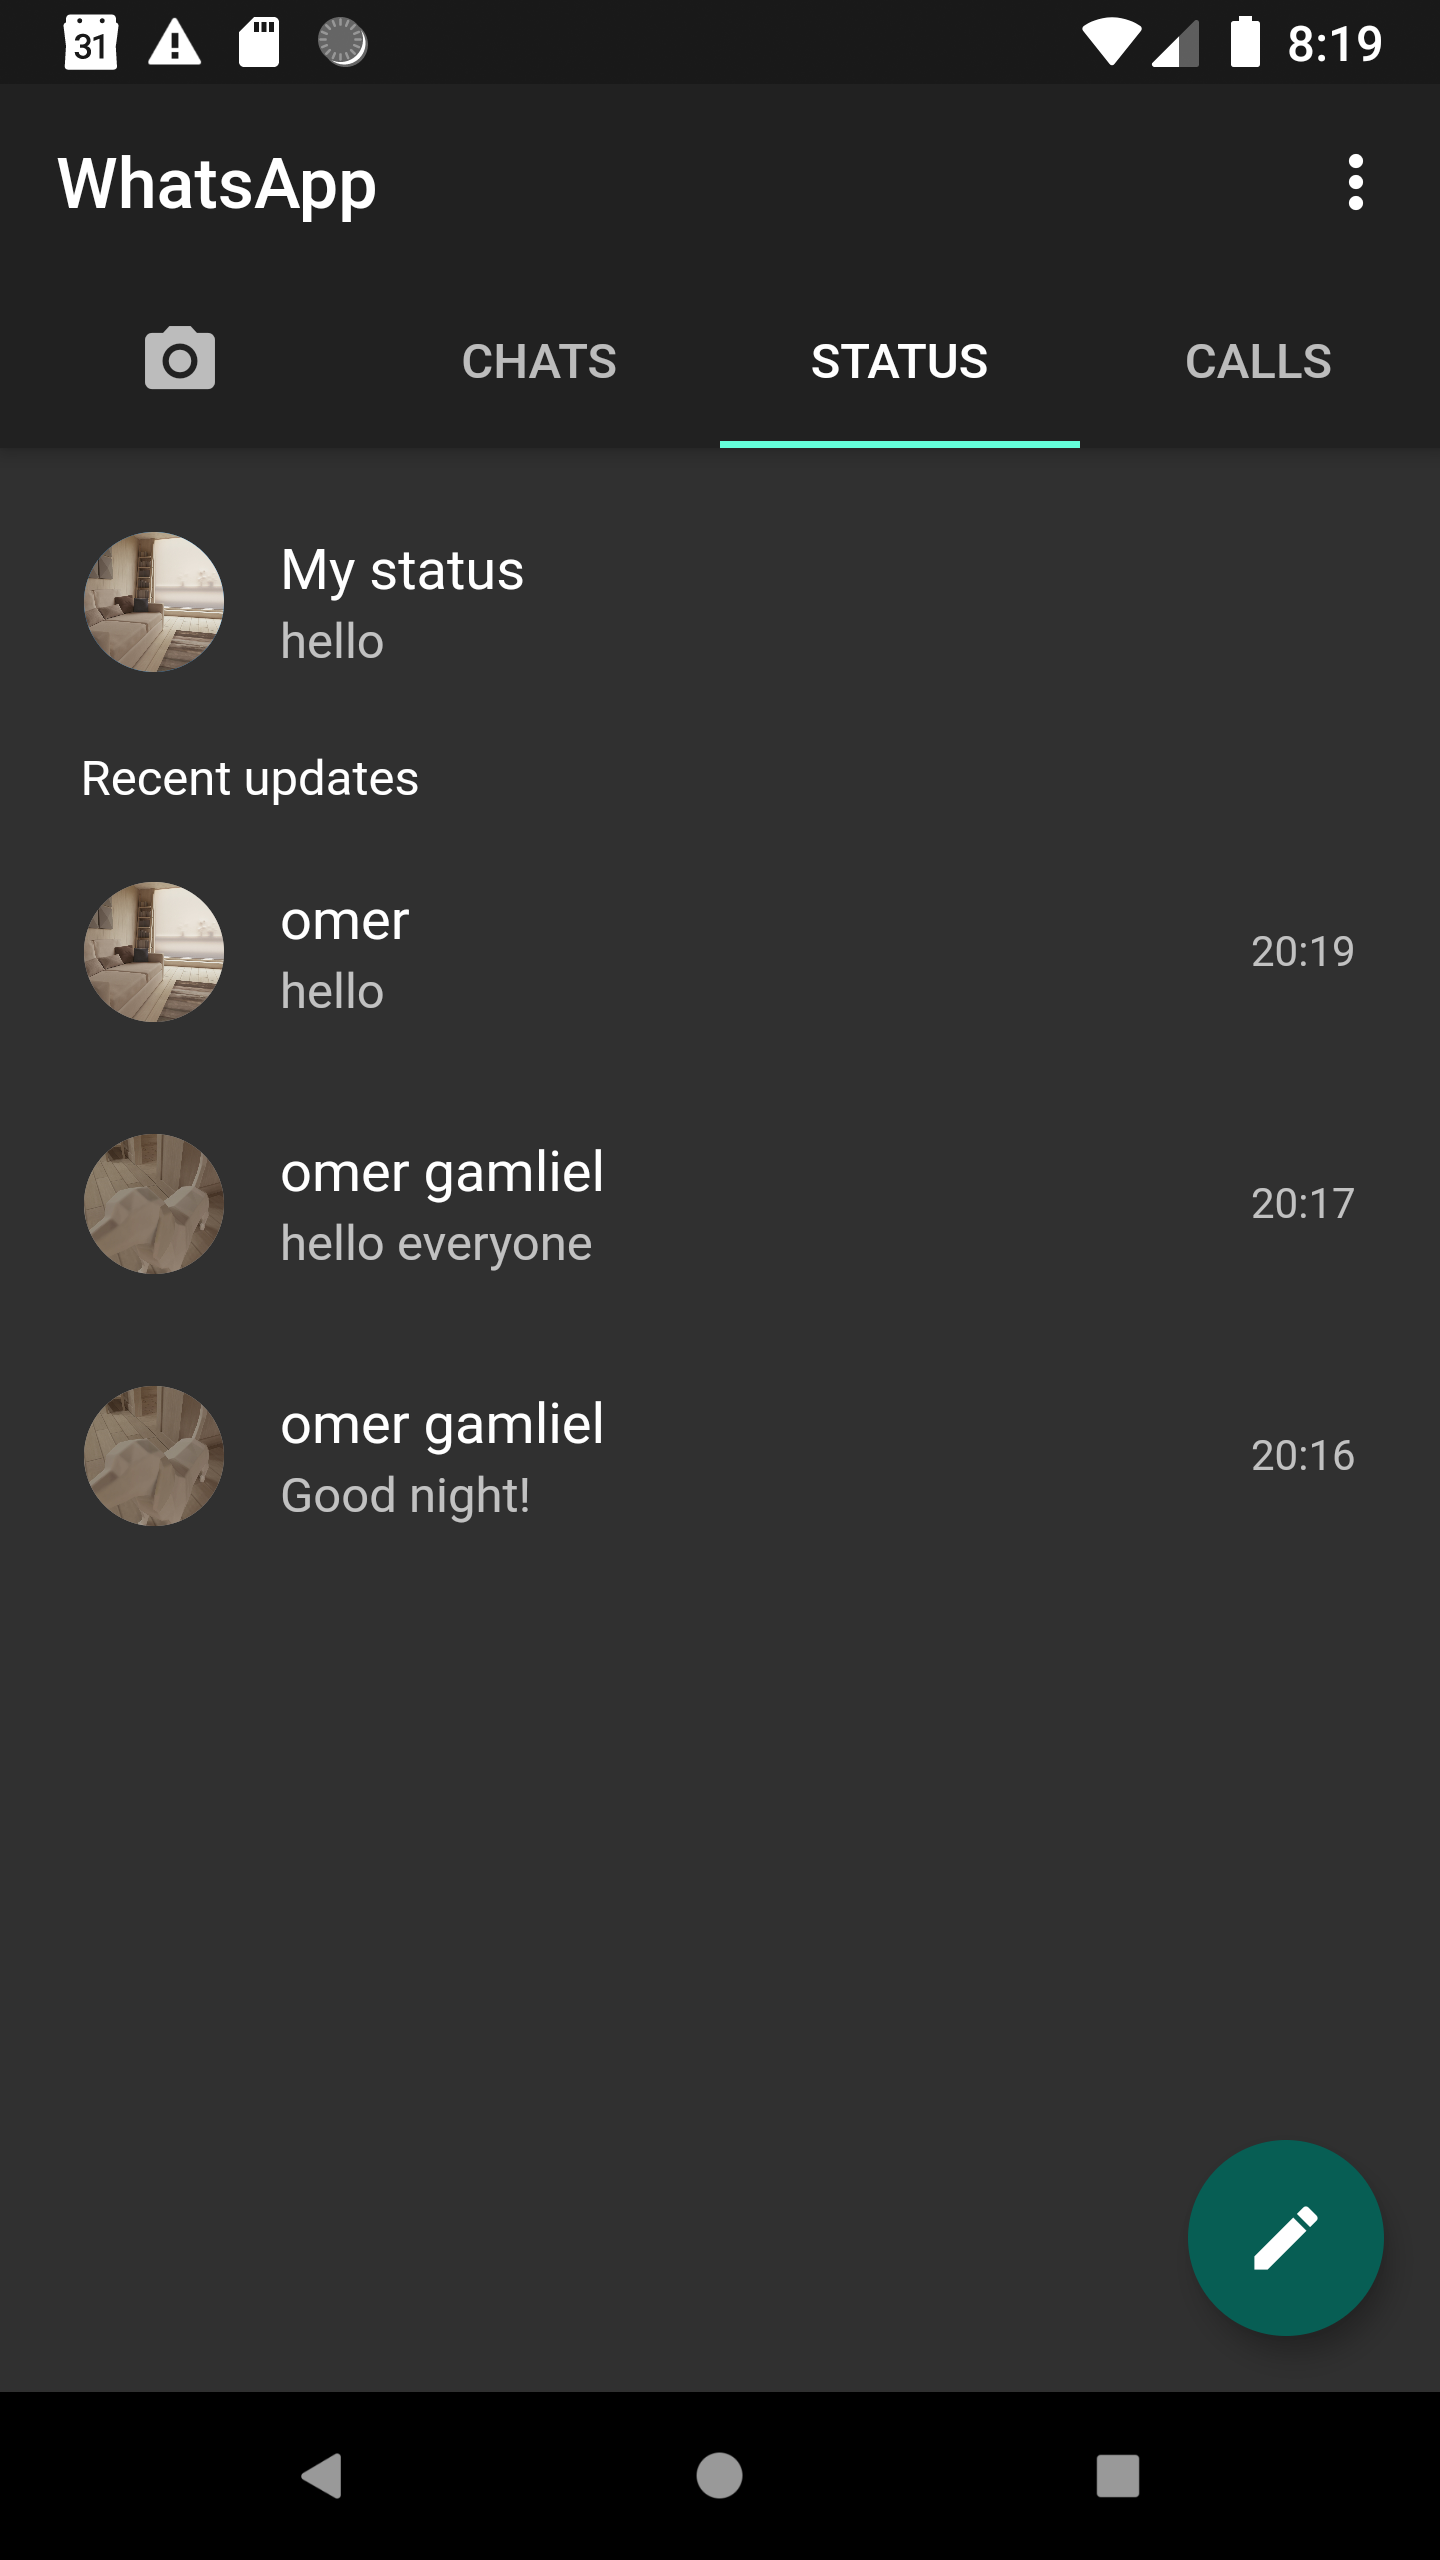 31
8:19
WhatsApp
CHATS
STATUS
CALLS
My status
hello
Recent updates
omer
hello
20:19
omer gamliel
hello everyone
20:17
omer gamliel
Good night!
20:16